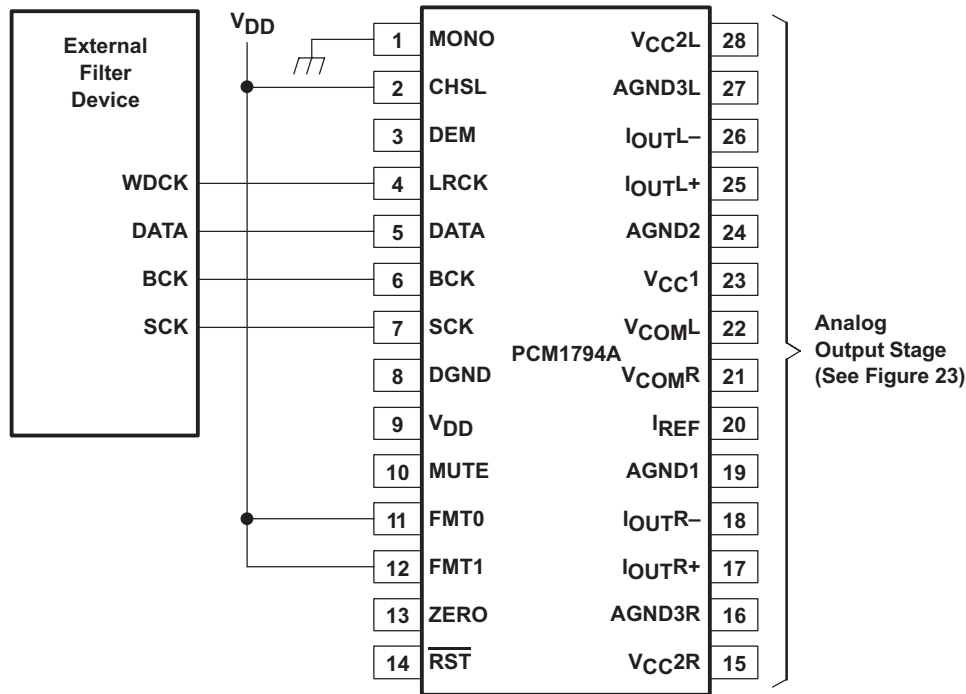 External
Filter
Device
WDCK
DATA
BCK
SCK
VDD
1 MONO
2 CHSL
3 DEM
4 LRCK
5 DATA
6 BCK
7 SCK
8 DGND
9 VDD
10 MUTE
11 FMT0
12 FMT1
13 ZERO
14 RST
PCM1794A
VCC2L 28
AGND3L 27
IOUTL– 26
IOUTL+ 25
AGND2 24
VCC1 23
VCOML 22
VCOMR 21
IREF 20
AGND1 19
IOUTR– 18
IOUTR+ 17
AGND3R 16
VCC2R 15
Analog
Output Stage
(See Figure 23)